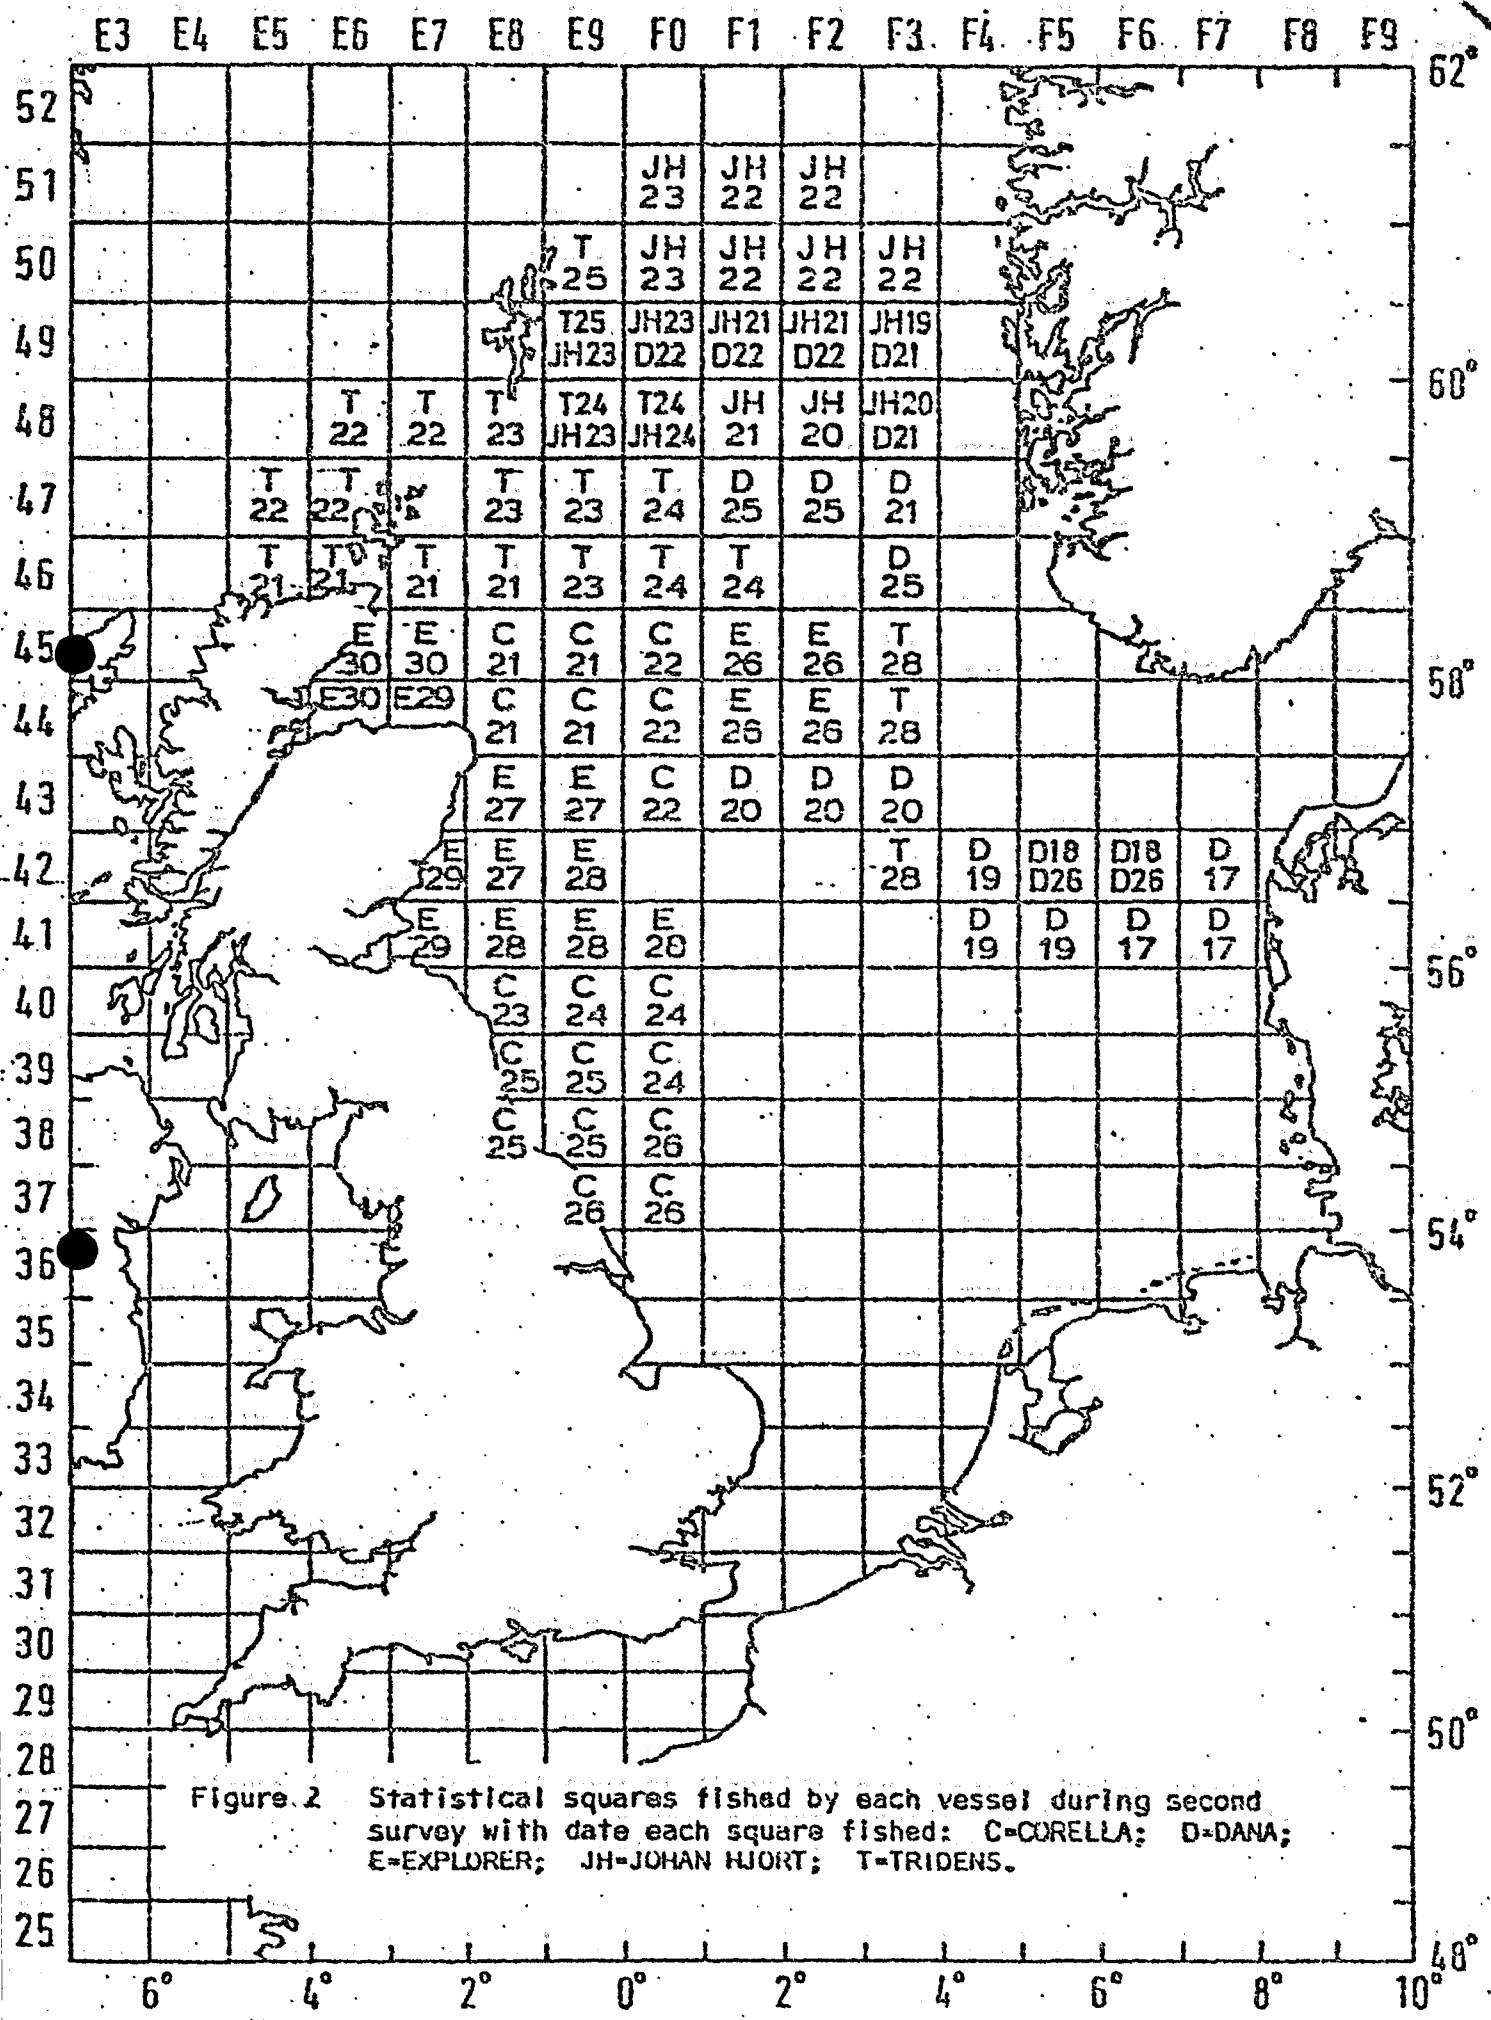 E3 E4 E5 E6 E7 E8 E9 F0 F1 F2 F3 F4 F5 F6 F7 F8 F9
62°
52
51 JH JH JH
23 22 22
50 T JH JH JH JH
25 23 22 22 22
49 T25 JH23 JH21 JH21 JH19
JH23 D22 D22 D22 D21
60°
48 T T T T24 T24 JH JH JH20
22 22 23 JH23 JH24 21 20 D21
47 T T T T T D D D
22 22 23 23 24 25 25 21
46 T T T T T T T D
21 21 21 21 23 24 24 25
45 E E C C C E E T
30 30 21 21 22 26 26 28
58°
44 E30 E29 C C C E E T
21 21 22 26 26 28
43 E E C D D D
27 27 22 20 20 20
42 E E E T D D18 D18 D
29 27 28 28 19 D26 D26 17
41 E E E E D D D D
29 28 28 28 19 19 17 17
56°
40 C C C
23 24 24
39 C C C
25 25 24
38 C C C
25 25 26
37 C C
26 26
54°
36
35
34
33
52°
32
31
30
29
50°
28
Figure 2 Statistical squares fished by each vessel during second
27
survey with date each square fished: C=CORELLA; D=DANA;
26 E=EXPLORER; JH=JOHAN HJORT; T=TRIDENS.
25
48°
6° 4° 2° 0° 2° 4° 6° 8° 10°